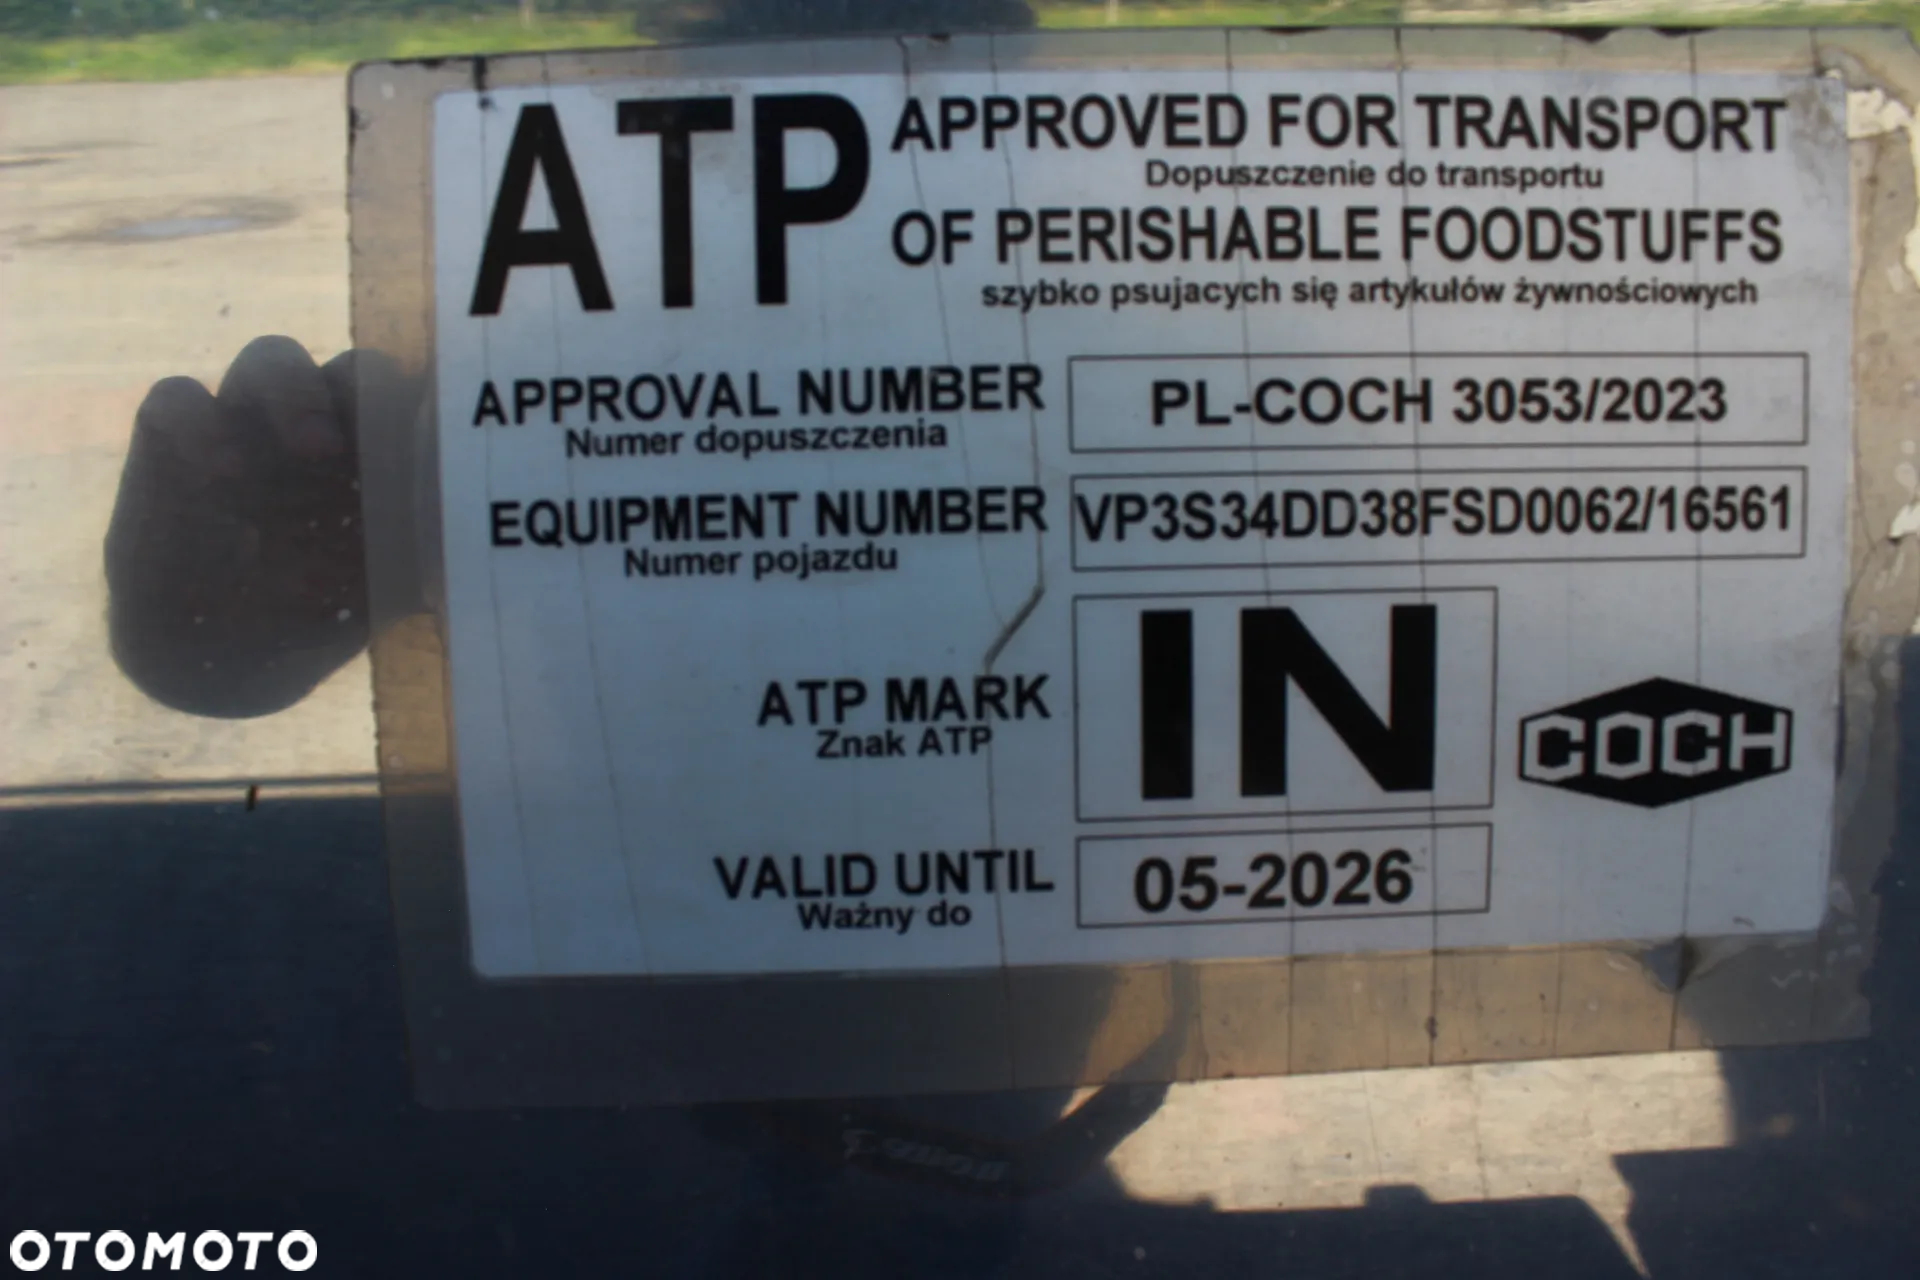 ATP APPROVED FOR TRANSPORT
Dopuszczenie do transportu
OF PERISHABLE FOODSTUFFS
szybko psujacych się artykułów żywnościowych
APPROVAL NUMBER PL-COCH 3053/2023
Numer dopuszczenia
EQUIPMENT NUMBER VP3S34DD38FSD0062/16561
Numer pojazdu
IN
ATP MARK
Znak ATP
COCH
VALID UNTIL 05-2026
Ważny do
OTOMOTO